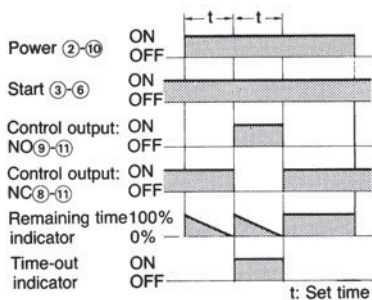 t t
Power ②-⑩ ON
OFF
Start ③-⑥ ON
OFF
Control output: ON
NO⑨-⑪ OFF
Control output: ON
NC⑧-⑪ OFF
Remaining time 100%
indicator 0%
Time-out ON
indicator OFF
t: Set time